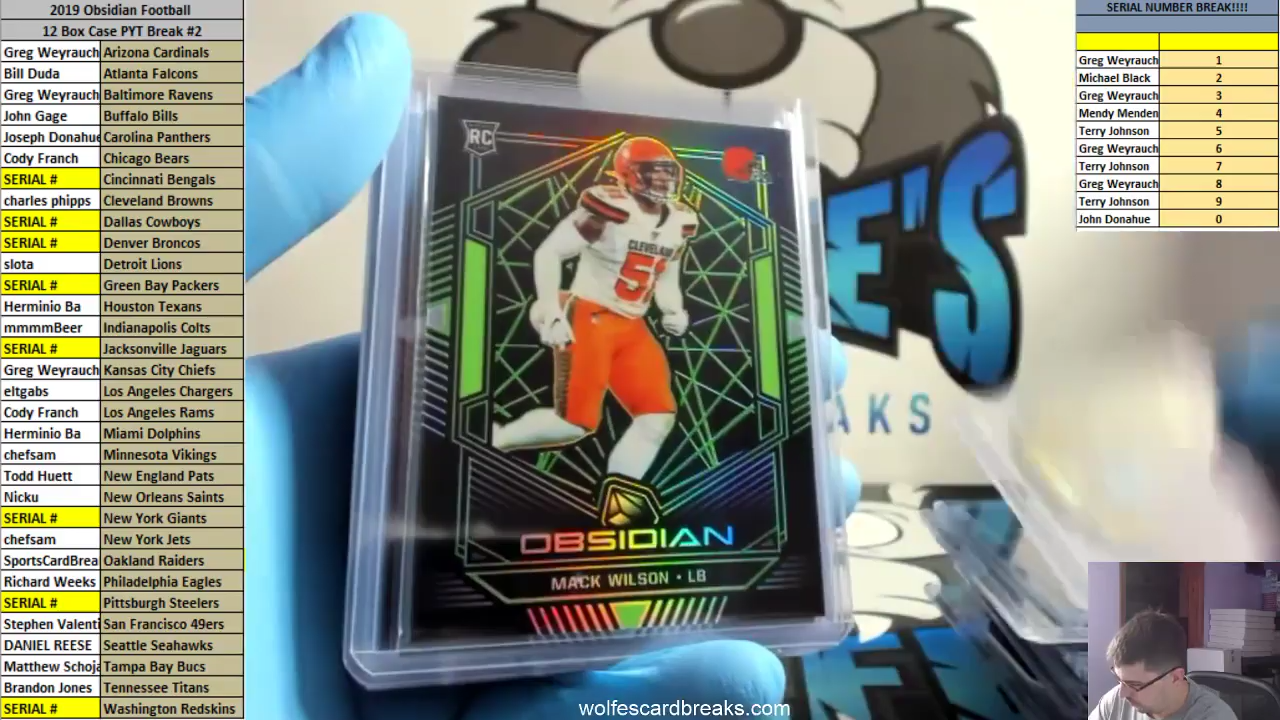 2019 Obsidian Football
12 Box Case PYT Break #2
Greg Weyrauch Arizona Cardinals
Bill Duda Atlanta Falcons
Greg Weyrauch Baltimore Ravens
John Gage Buffalo Bills
Joseph Donahue Carolina Panthers
Cody Franch Chicago Bears
SERIAL # Cincinnati Bengals
charles phipps Cleveland Browns
SERIAL # Dallas Cowboys
SERIAL # Denver Broncos
slota Detroit Lions
SERIAL # Green Bay Packers
Herminio Ba Houston Texans
mmmmBeer Indianapolis Colts
SERIAL # Jacksonville Jaguars
Greg Weyrauch Kansas City Chiefs
eltgabs Los Angeles Chargers
Cody Franch Los Angeles Rams
Herminio Ba Miami Dolphins
chefsam Minnesota Vikings
Todd Huett New England Pats
Nicku New Orleans Saints
SERIAL # New York Giants
chefsam New York Jets
SportsCardBrea Oakland Raiders
Richard Weeks Philadelphia Eagles
SERIAL # Pittsburgh Steelers
Stephen Valenti San Francisco 49ers
DANIEL REESE Seattle Seahawks
Matthew Schoja Tampa Bay Bucs
Brandon Jones Tennessee Titans
SERIAL # Washington Redskins
RC
CLEVELAND
51
OBSIDIAN
MACK WILSON • LB
E'S
AKS
wolfescardbreaks.com
SERIAL NUMBER BREAK!!!!
Greg Weyrauch 1
Michael Black 2
Greg Weyrauch 3
Mendy Menden 4
Terry Johnson 5
Greg Weyrauch 6
Terry Johnson 7
Greg Weyrauch 8
Terry Johnson 9
John Donahue 0